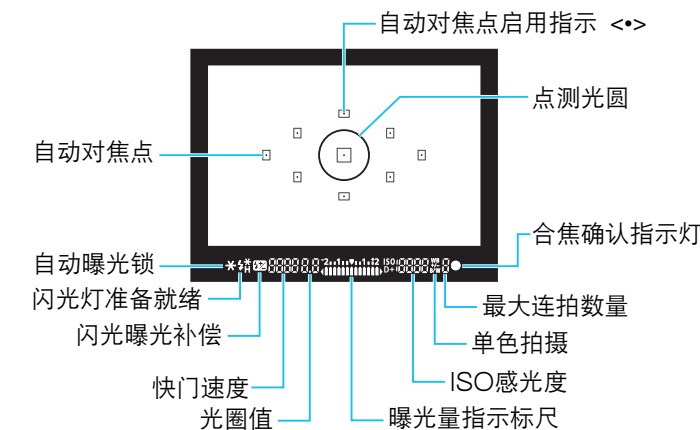 自动对焦点启用指示 <•>
点测光圆
自动对焦点
合焦确认指示灯
自动曝光锁
闪光灯准备就绪
最大连拍数量
闪光曝光补偿
单色拍摄
快门速度
ISO感光度
光圈值
曝光量指示标尺